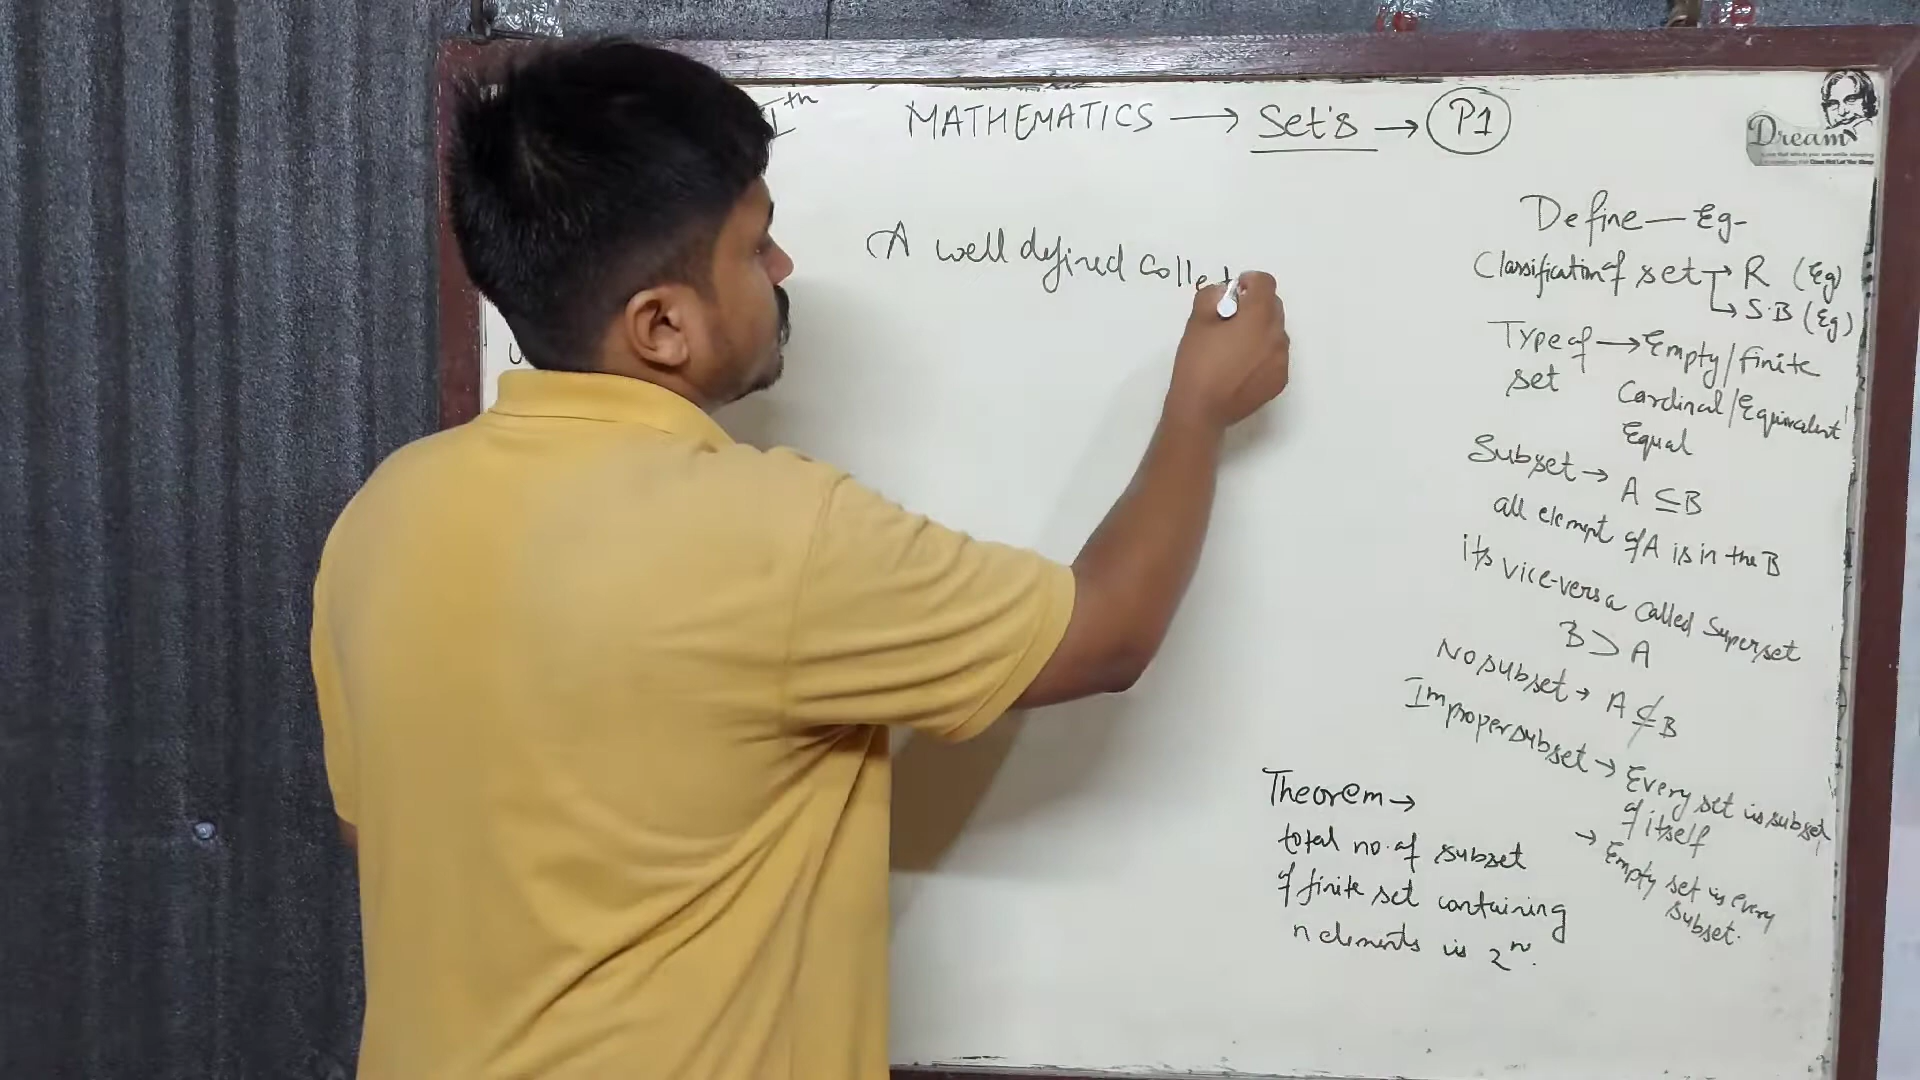 th MATHEMATICS → Set's → P1
Dream
A well defined Collect
Define — Eg-
Classification of set → R (Eg)
↳ S.B (Eg)
Type of → Empty/finite
set
Cardinal/Equivalent
Equal
Subset → A ⊆ B
all element of A is in the B
its vice-versa called Superset
B ⊃ A
No subset → A ⊈ B
Improper subset → Every set is subset
of itself
→ Empty set is every
subset.
Theorem →
total no. of subset
of finite set containing
n elements is 2ⁿ.